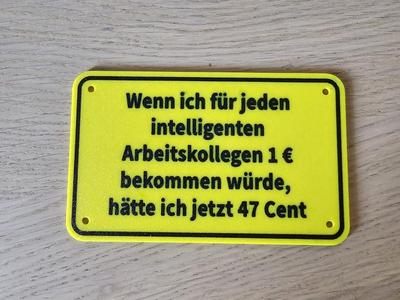 Wenn ich für jeden
intelligenten
Arbeitskollegen 1 €
bekommen würde,
hätte ich jetzt 47 Cent